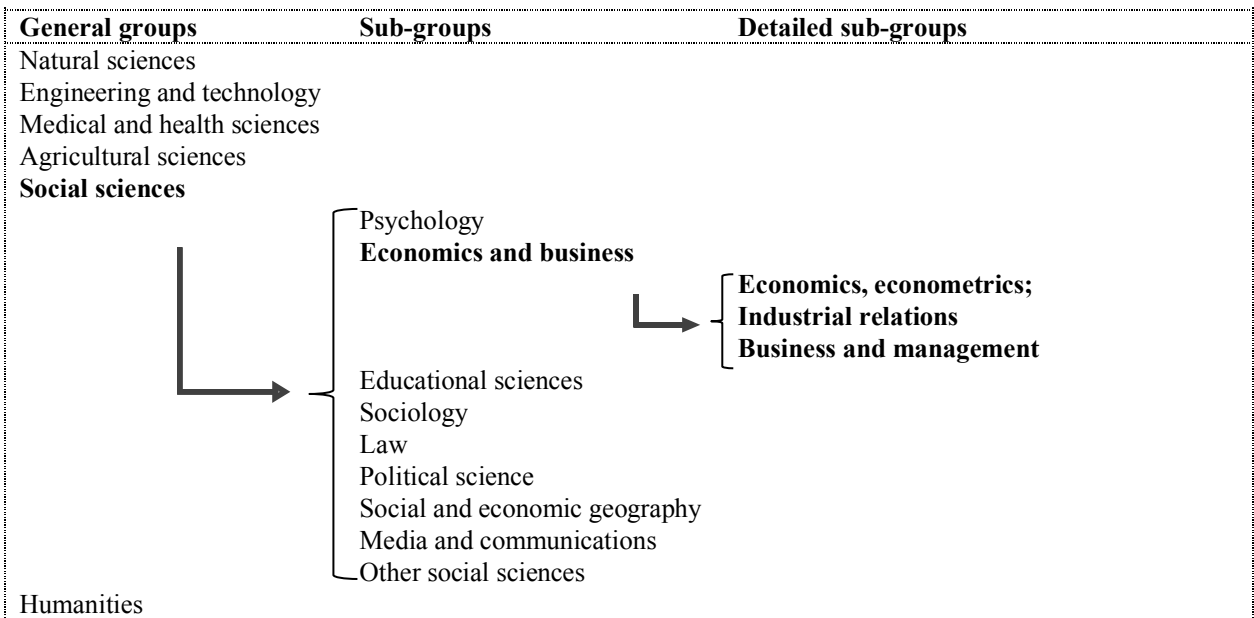 General groups Sub-groups Detailed sub-groups
Natural sciences
Engineering and technology
Medical and health sciences
Agricultural sciences
Social sciences
Psychology
Economics and business
Economics, econometrics;
Industrial relations
Business and management
Educational sciences
Sociology
Law
Political science
Social and economic geography
Media and communications
Other social sciences
Humanities